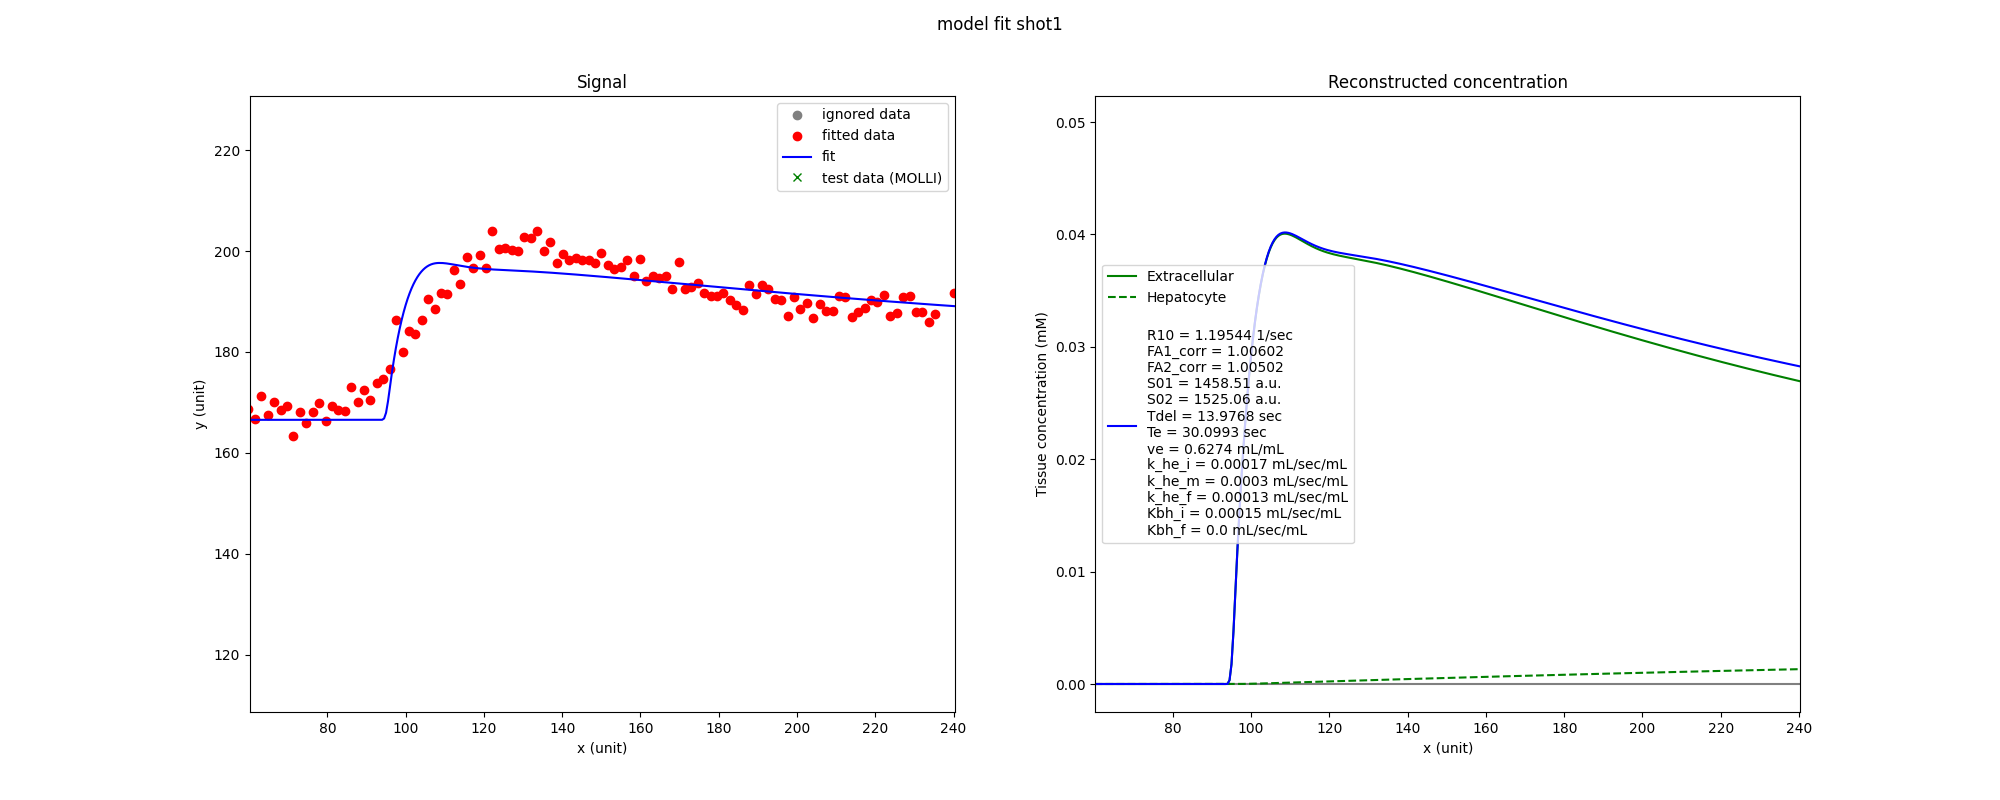 model fit shot1
Signal
220
200
180
160
140
120
y (unit)
80 100 120 140 160 180 200 220 240
x (unit)
ignored data
fitted data
fit
test data (MOLLI)
Reconstructed concentration
0.05
0.04
0.03
0.02
0.01
0.00
Tissue concentration (mM)
80 100 120 140 160 180 200 220 240
x (unit)
Extracellular
Hepatocyte
R10 = 1.19544 1/sec
FA1_corr = 1.00602
FA2_corr = 1.00502
S01 = 1458.51 a.u.
S02 = 1525.06 a.u.
Tdel = 13.9768 sec
Te = 30.0993 sec
ve = 0.6274 mL/mL
k_he_i = 0.00017 mL/sec/mL
k_he_m = 0.0003 mL/sec/mL
k_he_f = 0.00013 mL/sec/mL
Kbh_i = 0.00015 mL/sec/mL
Kbh_f = 0.0 mL/sec/mL